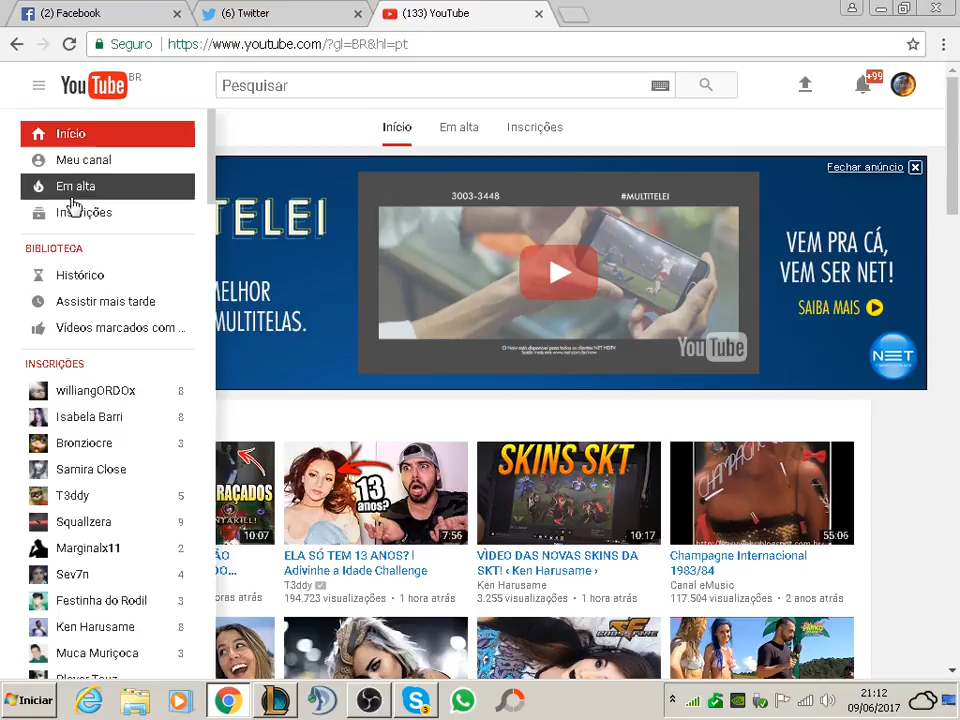 (2) Facebook
(6) Twitter
(133) YouTube
Seguro
https://www.youtube.com/?gl=BR&hl=pt
YouTube BR
Pesquisar
+99
Início
Meu canal
Em alta
Inscrições
BIBLIOTECA
Histórico
Assistir mais tarde
Vídeos marcados com ...
INSCRIÇÕES
williangORDOx 8
Isabela Barri 8
Bronziocre 3
Samira Close
T3ddy 5
Squallzera 9
Marginalx11 2
Sev7n 4
Festinha do Rodil 3
Ken Harusame 8
Muca Muriçoca 3
Início
Em alta
Inscrições
Fechar anúncio
TELEI
MELHOR
MULTITELAS.
3003-3448
#MULTITELEI
YouTube
VEM PRA CÁ,
VEM SER NET!
SAIBA MAIS
NET
10:07
ÃO
DO...
oras atrás
13
anos?
7:56
ELA SÓ TEM 13 ANOS? |
Adivinhe a Idade Challenge
T3ddy
194.723 visualizações • 1 hora atrás
SKINS SKT
10:17
VÍDEO DAS NOVAS SKINS DA
SKT! ‹ Ken Harusame ›
Ken Harusame
3.255 visualizações • 1 hora atrás
55:06
Champagne Internacional
1983/84
Canal eMusic
117.504 visualizações • 2 anos atrás
Iniciar
3
21:12
09/06/2017